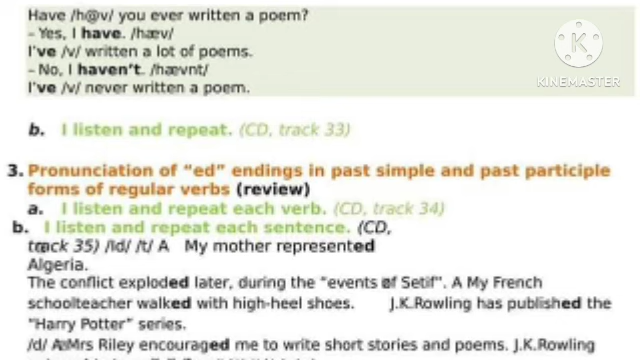 Have /h@v/ you ever written a poem?
– Yes, I have. /hæv/
I've /v/ written a lot of poems.
– No, I haven't. /hævnt/
I've /v/ never written a poem.
K
KINEMASTER
b. I listen and repeat. (CD, track 33)
3. Pronunciation of “ed” endings in past simple and past participle
forms of regular verbs (review)
a. I listen and repeat each verb. (CD, track 34)
b. I listen and repeat each sentence. (CD,
track 35) /Id/ /t/ A My mother represented
Algeria.
The conflict exploded later, during the “events of Setif”. A My French
schoolteacher walked with high-heel shoes. J.K.Rowling has published the
“Harry Potter” series.
/d/ A Mrs Riley encouraged me to write short stories and poems. J.K.Rowling